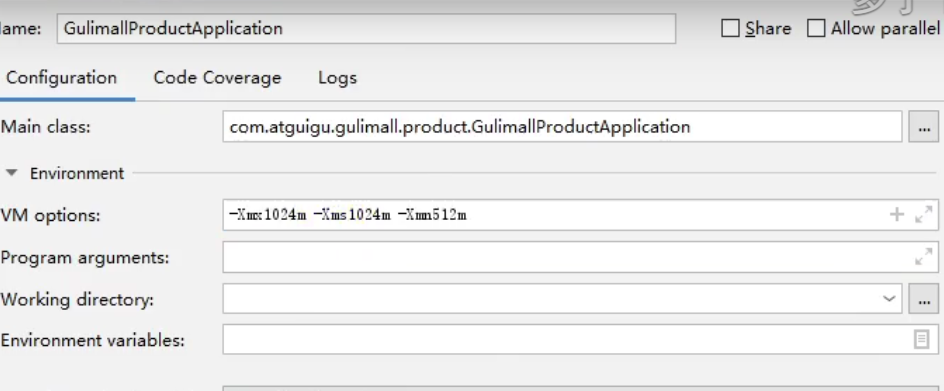 ame: GulimallProductApplication Share Allow parallel
Configuration Code Coverage Logs
Main class: com.atguigu.gulimall.product.GulimallProductApplication ...
Environment
VM options: -Xmx1024m -Xms1024m -Xmn512m
Program arguments:
Working directory: ...
Environment variables: